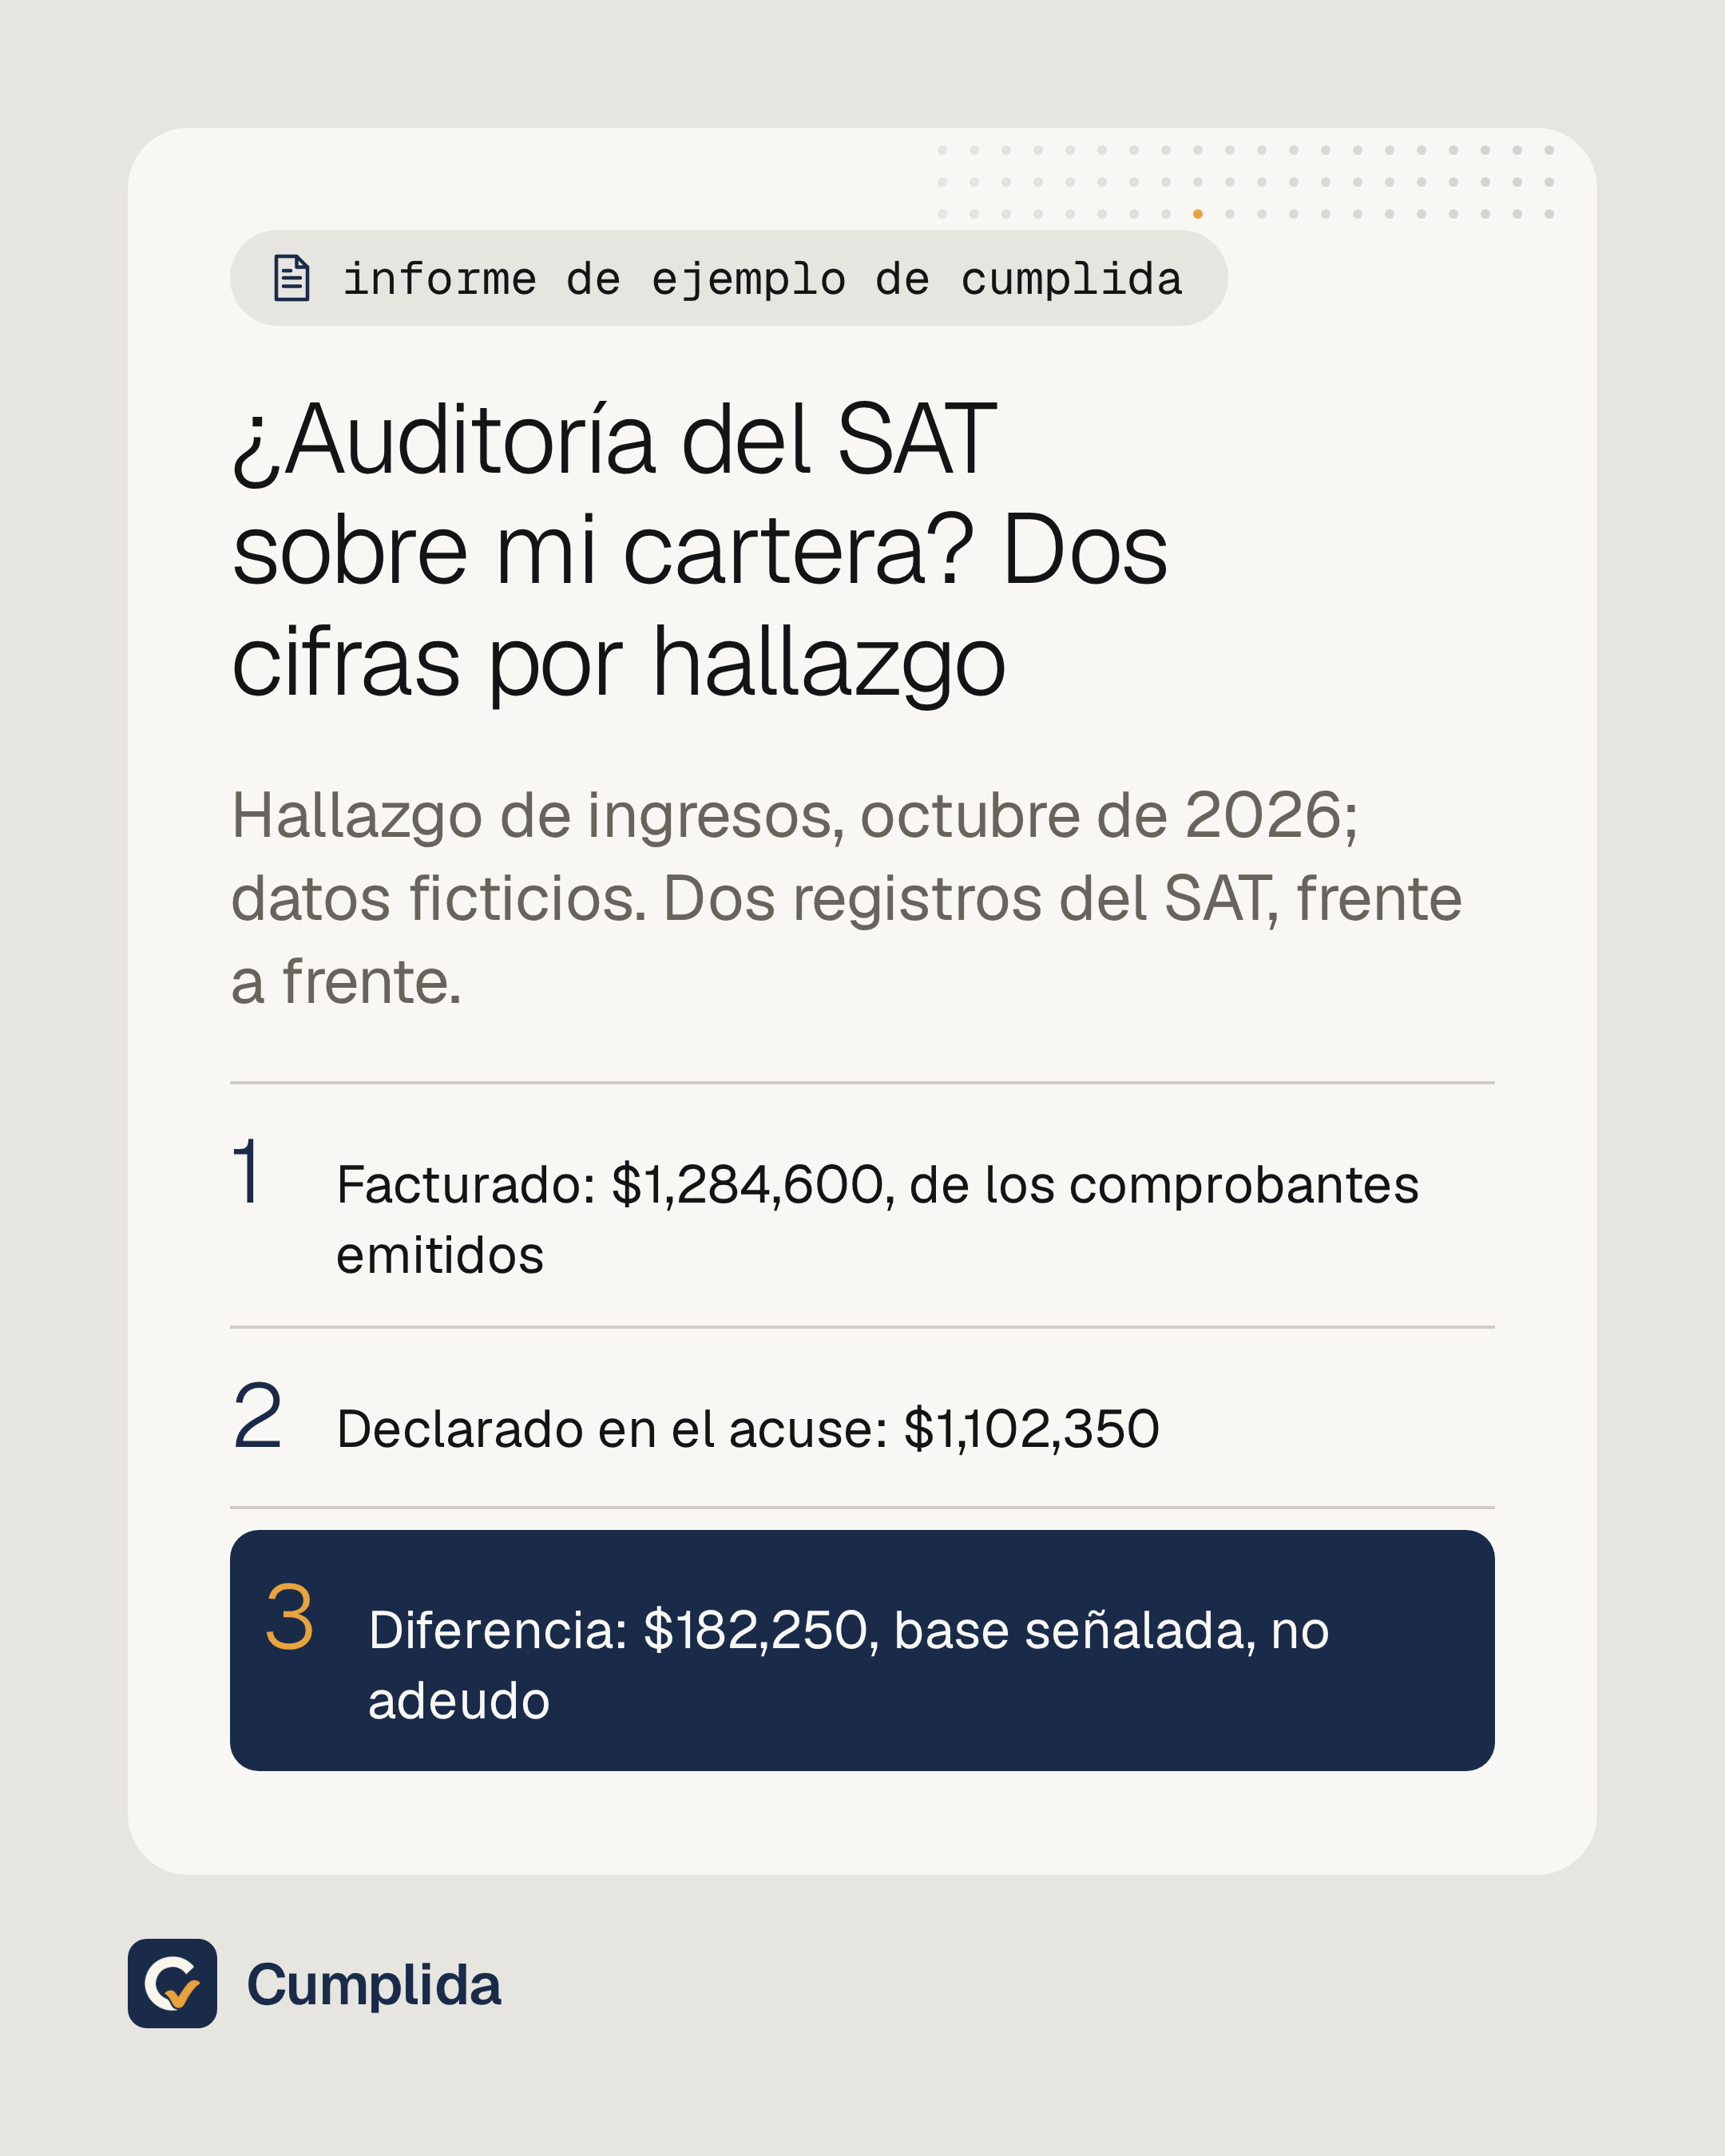 informe de ejemplo de cumplida
¿Auditoría del SAT
sobre mi cartera? Dos
cifras por hallazgo
Hallazgo de ingresos, octubre de 2026;
datos ficticios. Dos registros del SAT, frente
a frente.
1 Facturado: $1,284,600, de los comprobantes
emitidos
2 Declarado en el acuse: $1,102,350
3 Diferencia: $182,250, base señalada, no
adeudo
Cumplida